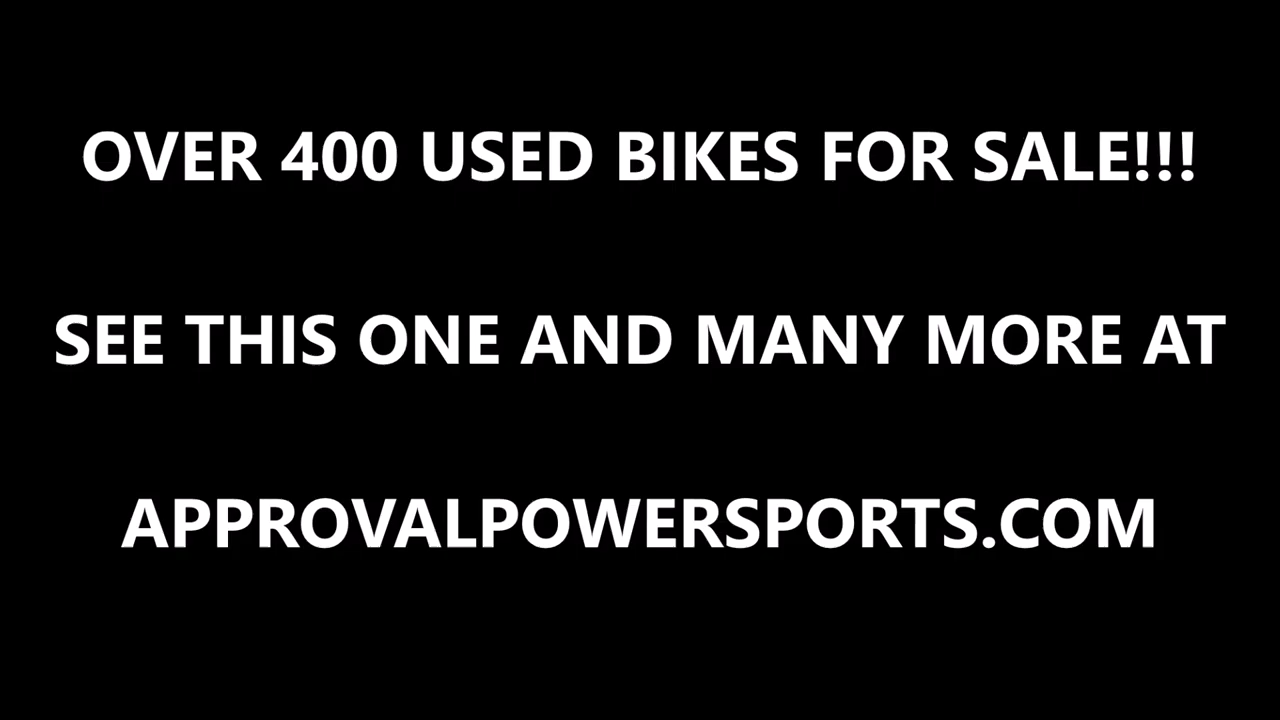 OVER 400 USED BIKES FOR SALE!!!
SEE THIS ONE AND MANY MORE AT
APPROVALPOWERSPORTS.COM